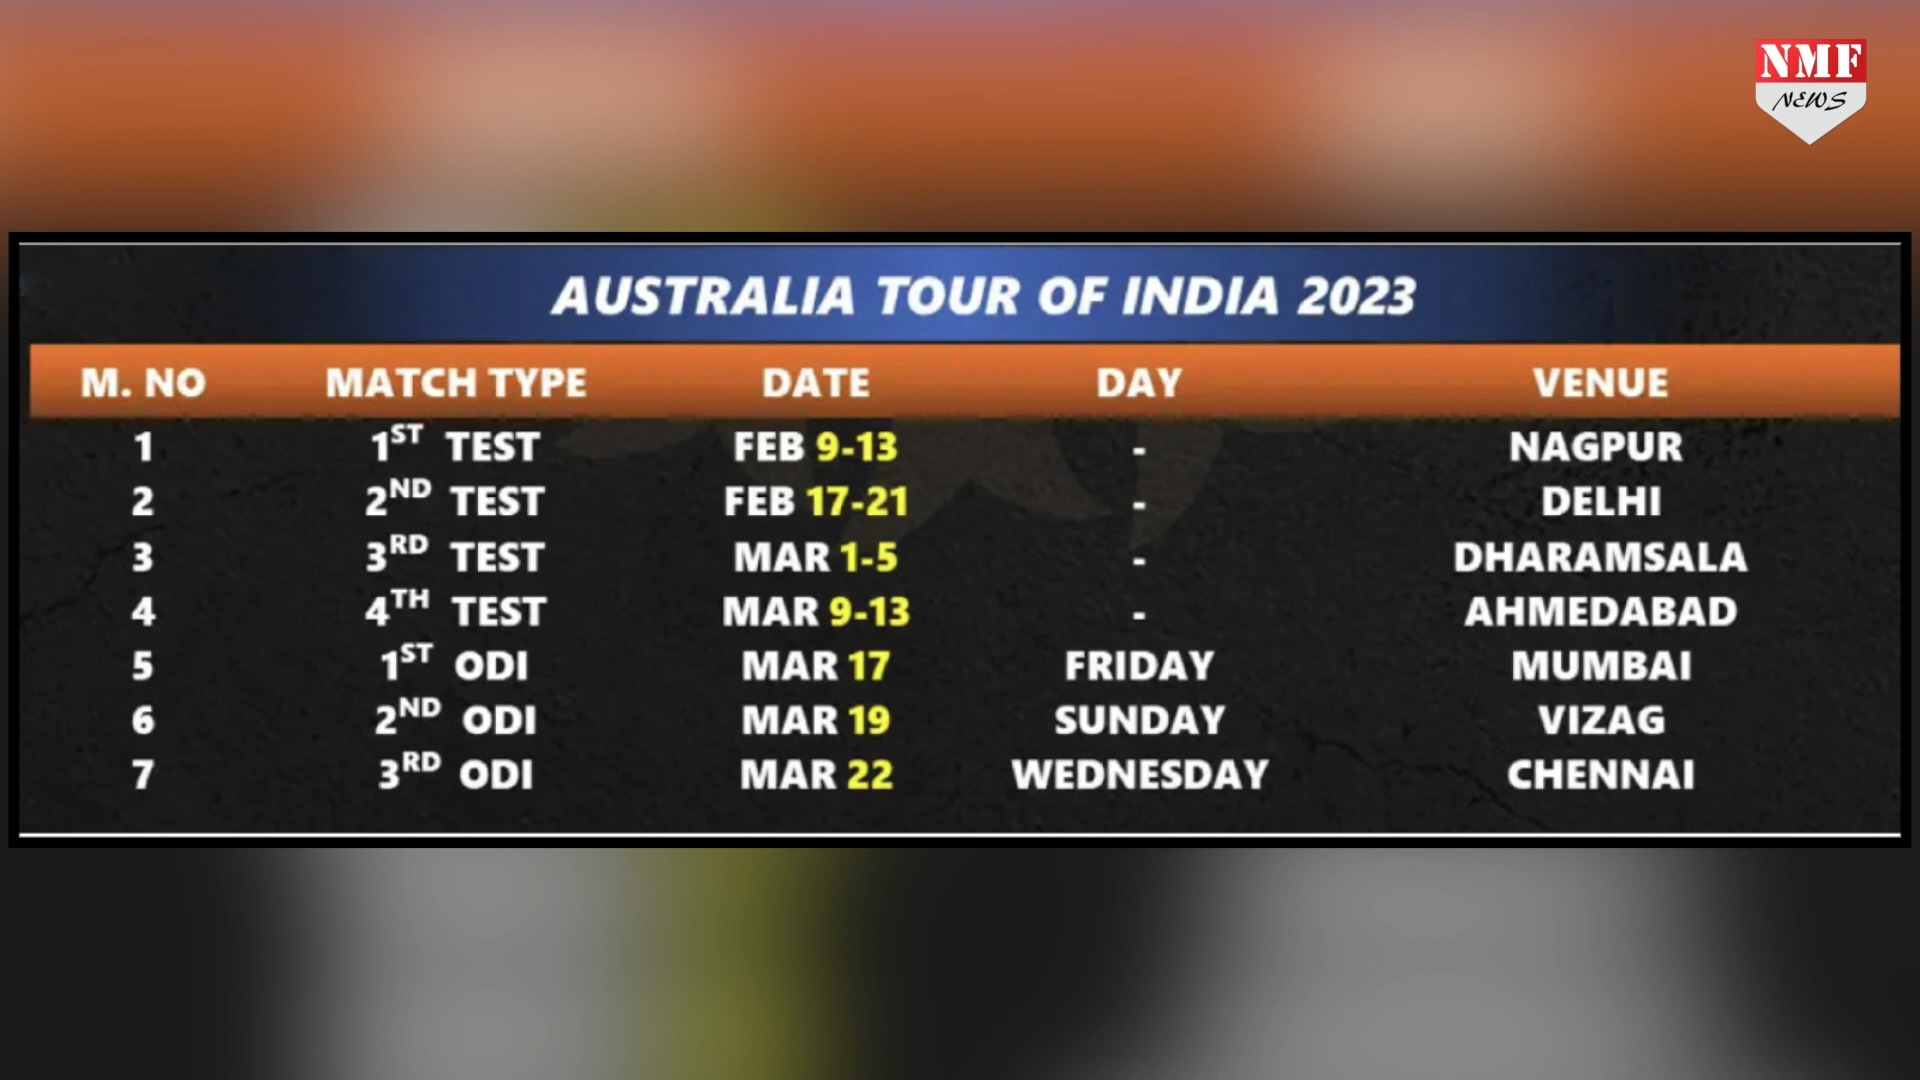 NMF
NEWS
AUSTRALIA TOUR OF INDIA 2023
M. NO MATCH TYPE DATE DAY VENUE
1 1ST TEST FEB 9-13 - NAGPUR
2 2ND TEST FEB 17-21 - DELHI
3 3RD TEST MAR 1-5 - DHARAMSALA
4 4TH TEST MAR 9-13 - AHMEDABAD
5 1ST ODI MAR 17 FRIDAY MUMBAI
6 2ND ODI MAR 19 SUNDAY VIZAG
7 3RD ODI MAR 22 WEDNESDAY CHENNAI